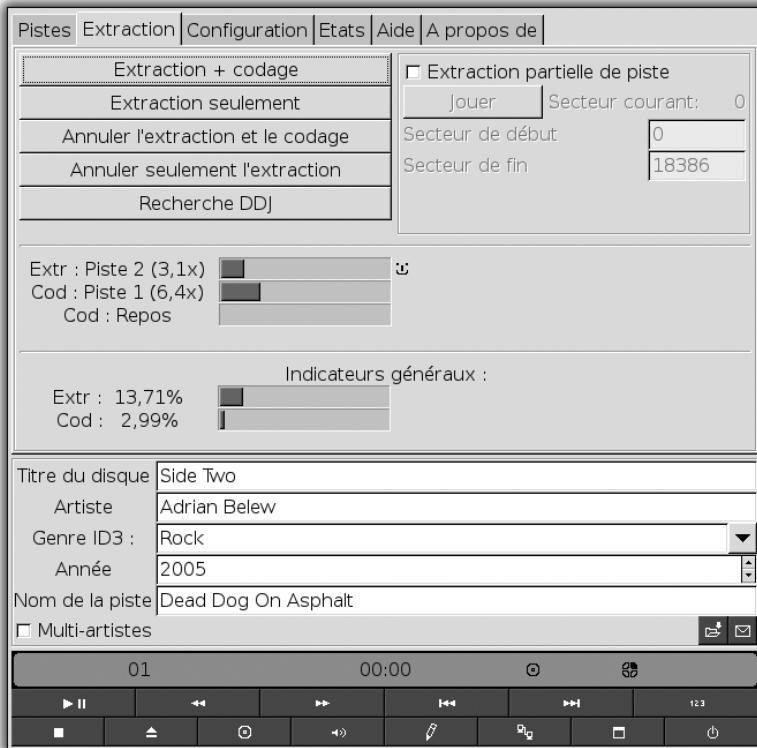 Pistes Extraction Configuration Etats Aide A propos de
Extraction + codage
Extraction seulement
Annuler l'extraction et le codage
Annuler seulement l'extraction
Recherche DDJ
Extraction partielle de piste
Jouer Secteur courant: 0
Secteur de début 0
Secteur de fin 18386
Extr : Piste 2 (3,1x)
Cod : Piste 1 (6,4x)
Cod : Repos
Indicateurs généraux :
Extr : 13,71%
Cod : 2,99%
Titre du disque Side Two
Artiste Adrian Belew
Genre ID3 : Rock
Année 2005
Nom de la piste Dead Dog On Asphalt
Multi-artistes
01 00:00
123